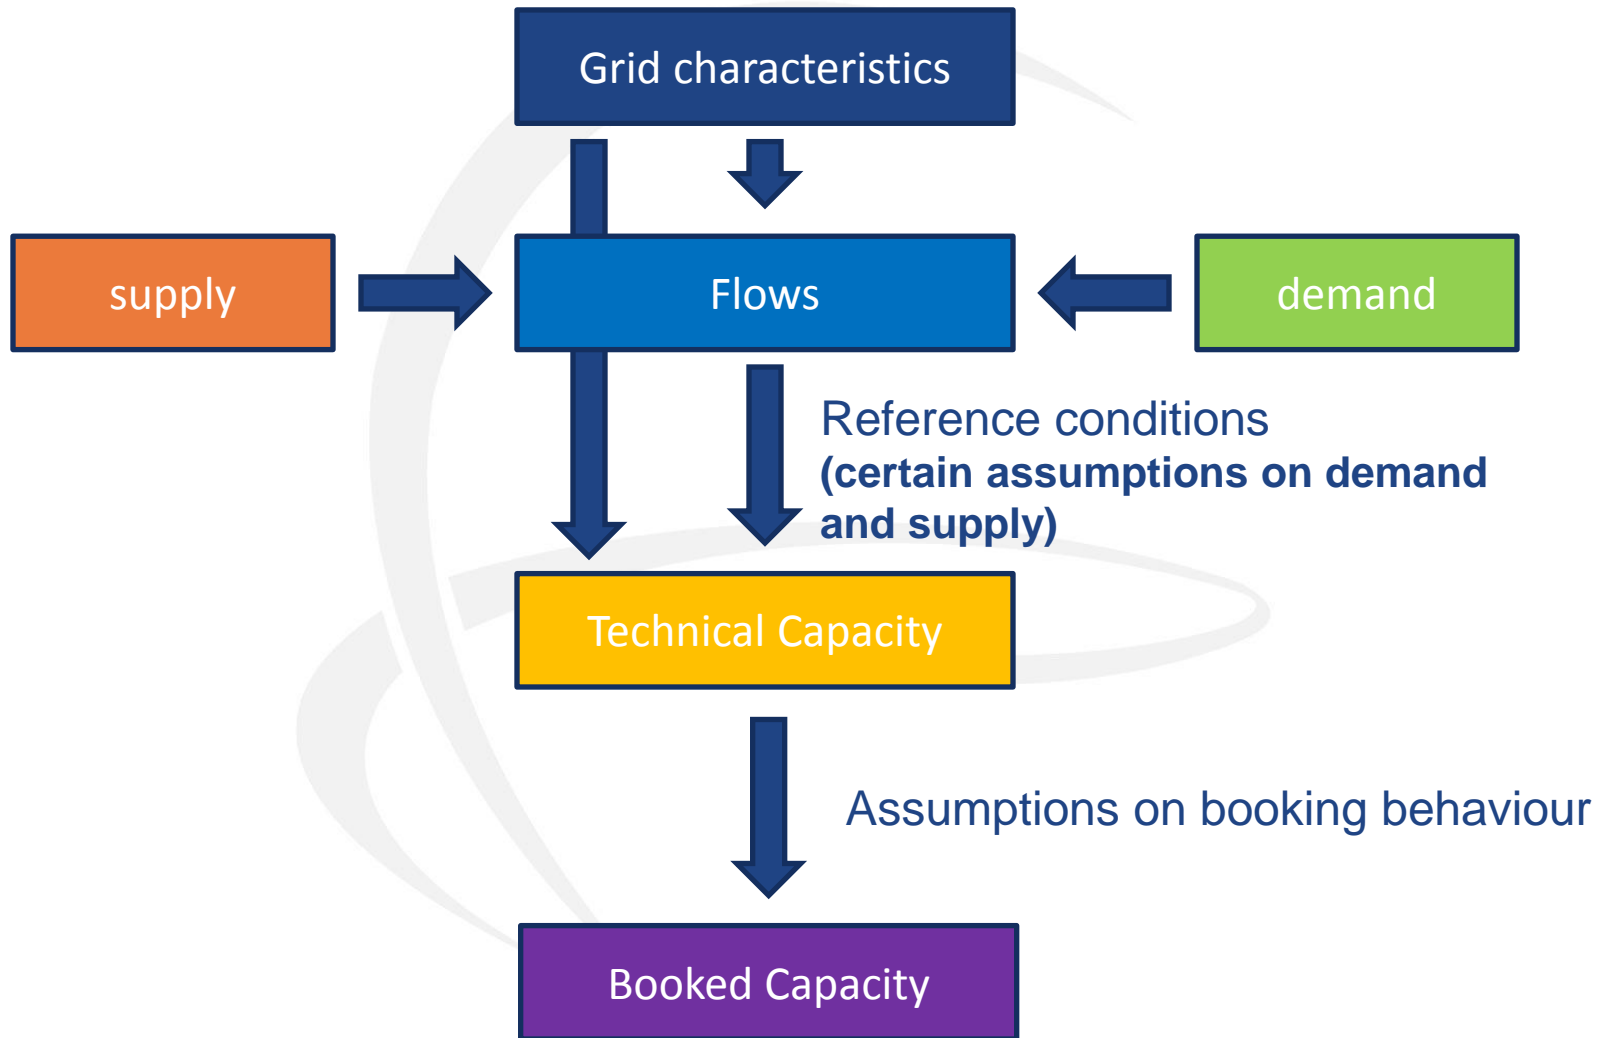 Grid characteristics
supply
Flows
demand
Reference conditions
(certain assumptions on demand
and supply)
Technical Capacity
Assumptions on booking behaviour
Booked Capacity